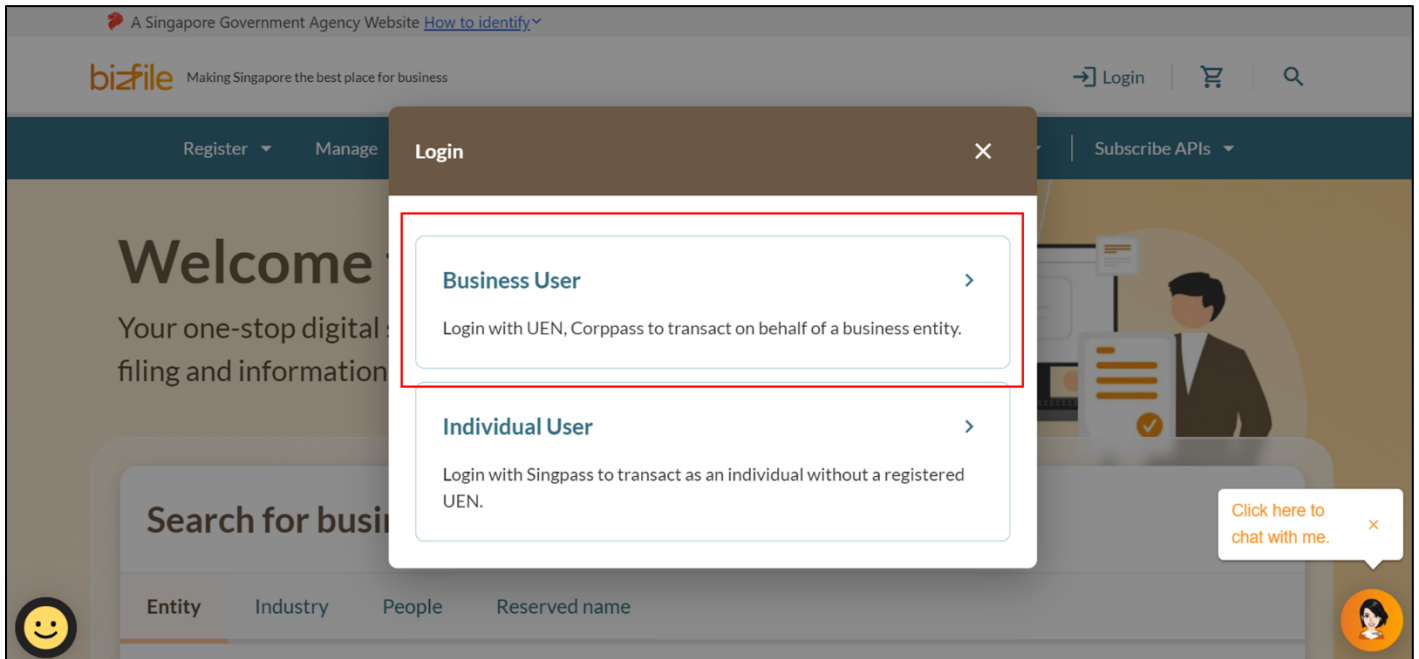 A Singapore Government Agency Website How to identify
bizfile Making Singapore the best place for business
Login
Register Manage
Subscribe APIs
Login
Welcome
Your one-stop digital
filing and information
Business User
Login with UEN, Corppass to transact on behalf of a business entity.
Individual User
Login with Singpass to transact as an individual without a registered
UEN.
Search for busi
Click here to
chat with me.
Entity Industry People Reserved name